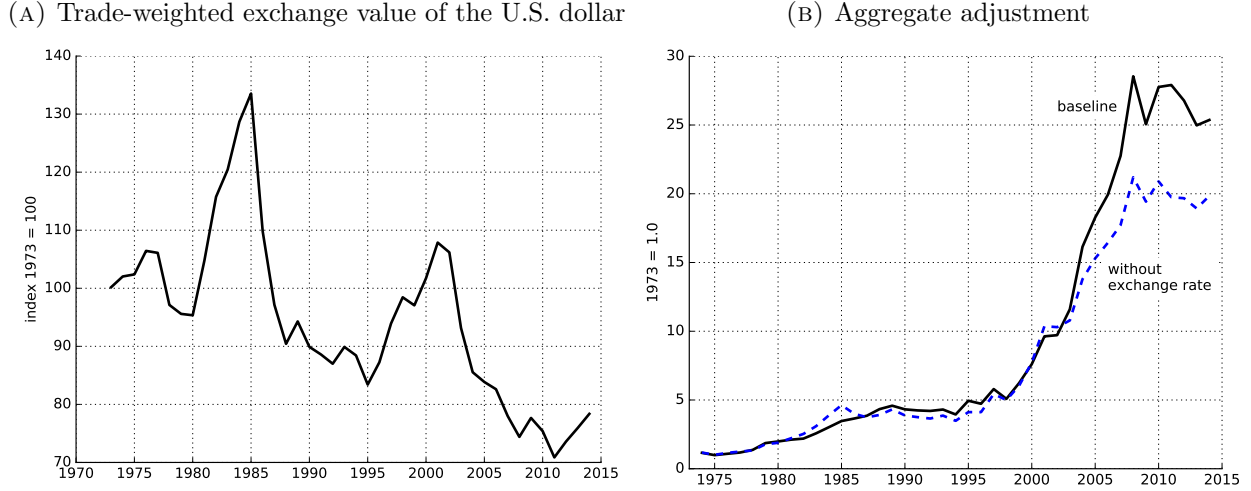 (A) Trade-weighted exchange value of the U.S. dollar
140
130
120
110
100
90
80
70
index 1973 = 100
1970 1975 1980 1985 1990 1995 2000 2005 2010 2015
(B) Aggregate adjustment
30
25
20
15
10
5
0
1973 = 1.0
baseline
without
exchange rate
1975 1980 1985 1990 1995 2000 2005 2010 2015